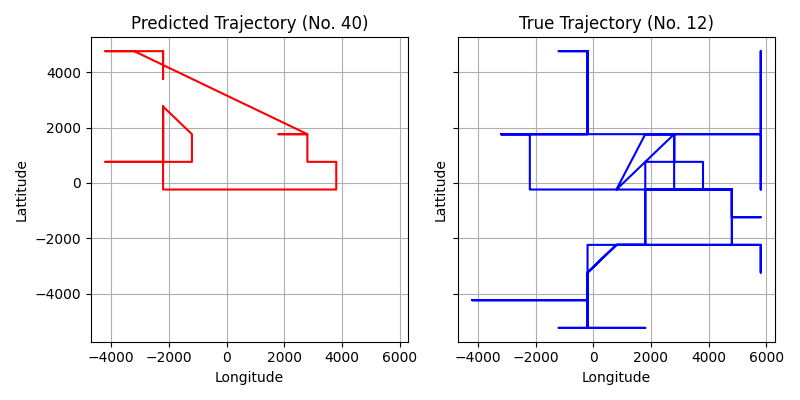 Predicted Trajectory (No. 40)
True Trajectory (No. 12)
Lattitude
4000
2000
0
−2000
−4000
−4000 −2000 0 2000 4000 6000
Longitude
Lattitude
−4000 −2000 0 2000 4000 6000
Longitude